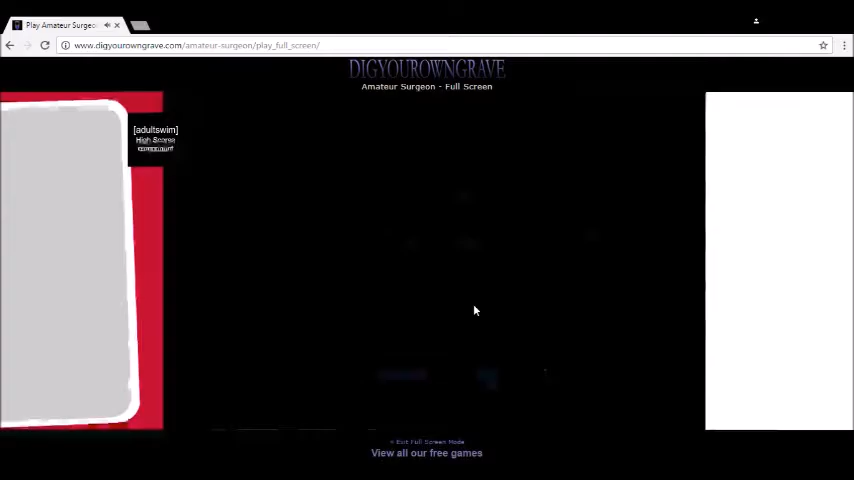 Play Amateur Surgeo
www.digyourowngrave.com/amateur-surgeon/play_full_screen/
DIGYOUROWNGRAVE
Amateur Surgeon - Full Screen
[adultswim]
High Scores
component
< Exit Full Screen Mode
View all our free games